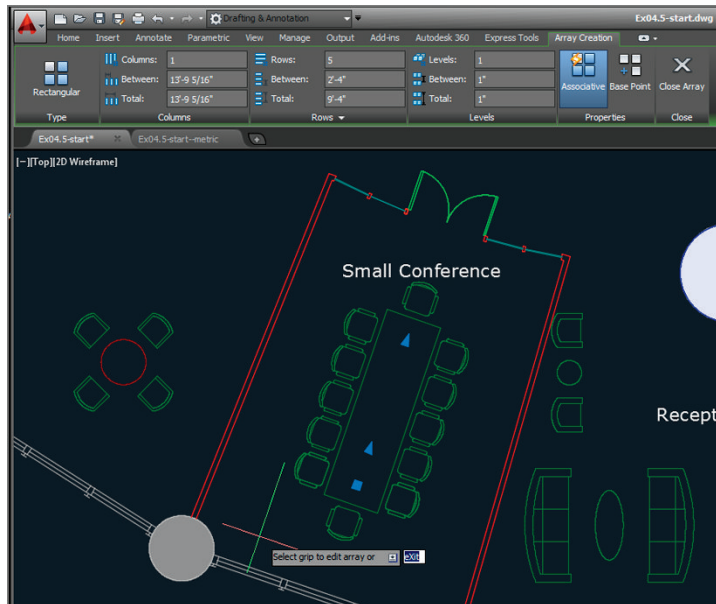 Drafting & Annotation
Ex04.5-start.dwg
Home Insert Annotate Parametric View Manage Output Add-ins Autodesk 360 Express Tools Array Creation
Columns: 1 Rows: 5 Levels: 1
Between: 13'-9 5/16" Between: 2'-4" Between: 1"
Total: 13'-9 5/16" Total: 9'-4" Total: 1"
Rectangular Associative Base Point Close Array
Type Columns Rows Levels Properties Close
Ex04.5-start* Ex04.5-start--metric
[−][Top][2D Wireframe]
Small Conference
Recept
Select grip to edit array or eXit